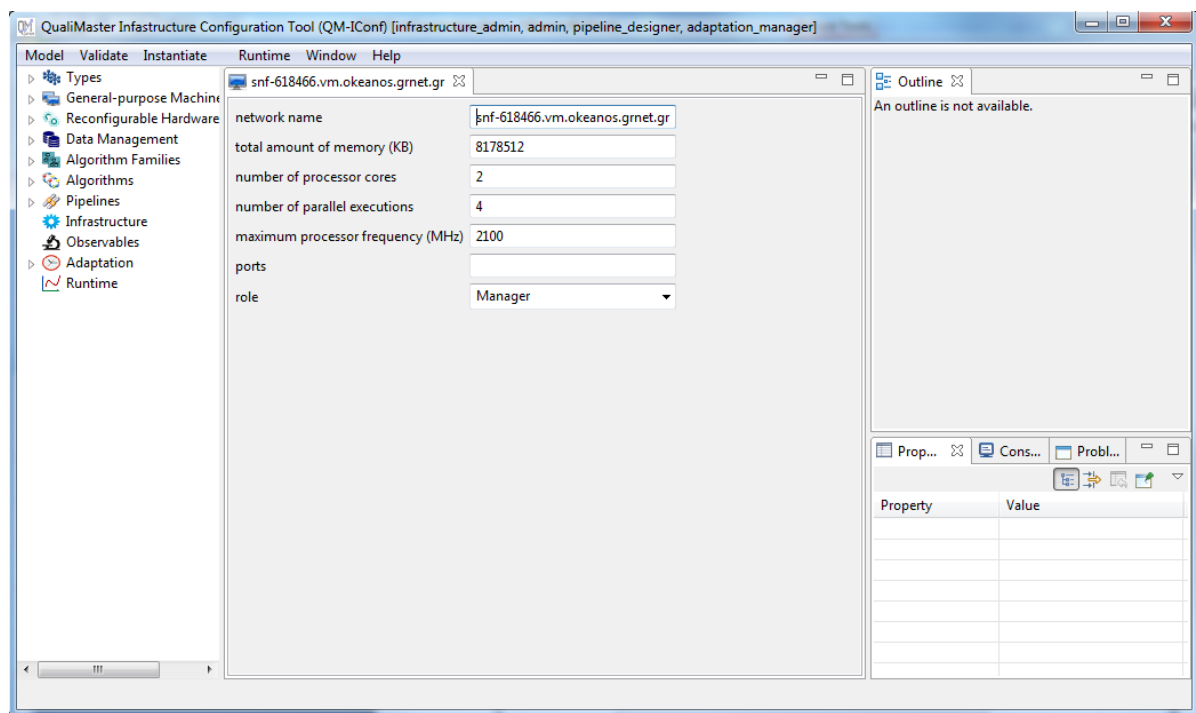 QualiMaster Infastructure Configuration Tool (QM-IConf) [infrastructure_admin, admin, pipeline_designer, adaptation_manager]
Model Validate Instantiate Runtime Window Help
Types
General-purpose Machine
Reconfigurable Hardware
Data Management
Algorithm Families
Algorithms
Pipelines
Infrastructure
Observables
Adaptation
Runtime
snf-618466.vm.okeanos.grnet.gr
network name snf-618466.vm.okeanos.grnet.gr
total amount of memory (KB) 8178512
number of processor cores 2
number of parallel executions 4
maximum processor frequency (MHz) 2100
ports
role Manager
Outline
An outline is not available.
Prop... Cons... Probl...
Property Value